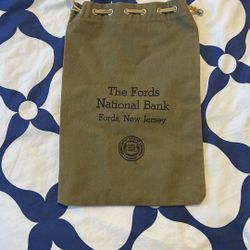 The Fords
National Bank
Fords, New Jersey